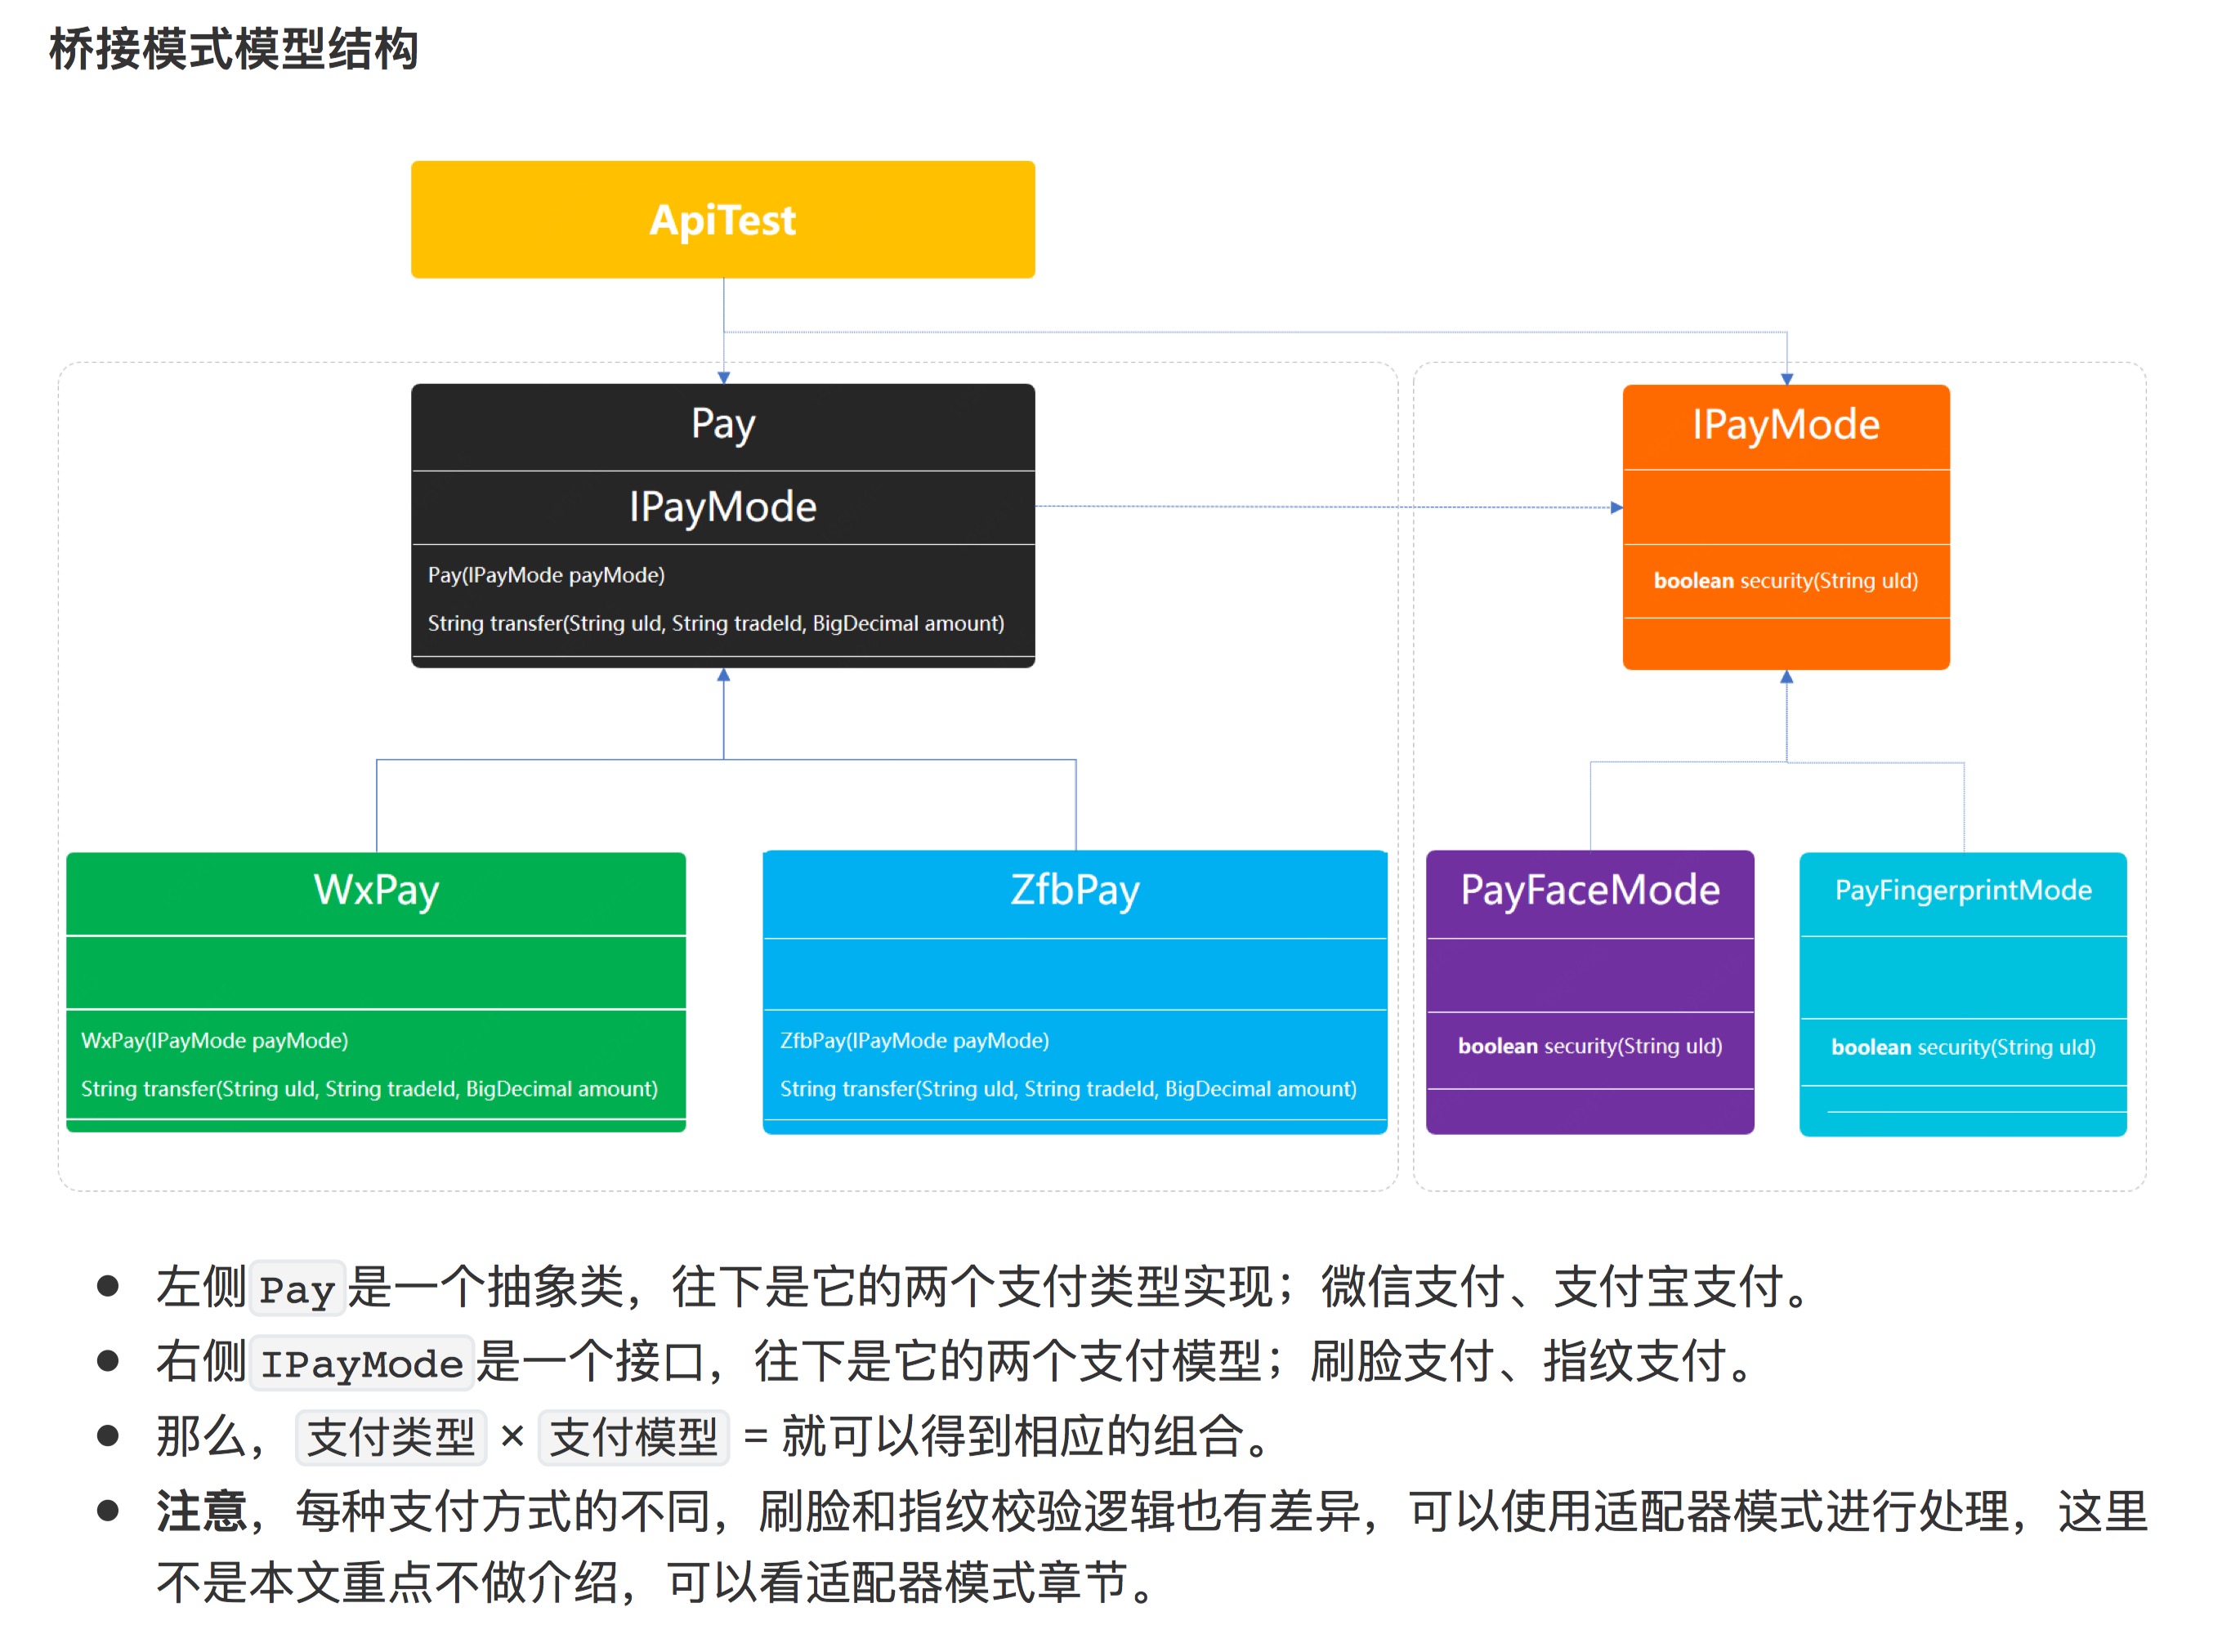 桥接模式模型结构
ApiTest
Pay
IPayMode
Pay(IPayMode payMode)
String transfer(String uId, String tradeId, BigDecimal amount)
IPayMode
boolean security(String uId)
WxPay
WxPay(IPayMode payMode)
String transfer(String uId, String tradeId, BigDecimal amount)
ZfbPay
ZfbPay(IPayMode payMode)
String transfer(String uId, String tradeId, BigDecimal amount)
PayFaceMode
boolean security(String uId)
PayFingerprintMode
boolean security(String uId)
● 左侧 Pay 是一个抽象类，往下是它的两个支付类型实现；微信支付、支付宝支付。
● 右侧 IPayMode 是一个接口，往下是它的两个支付模型；刷脸支付、指纹支付。
● 那么， 支付类型 × 支付模型 = 就可以得到相应的组合。
● 注意，每种支付方式的不同，刷脸和指纹校验逻辑也有差异，可以使用适配器模式进行处理，这里
不是本文重点不做介绍，可以看适配器模式章节。